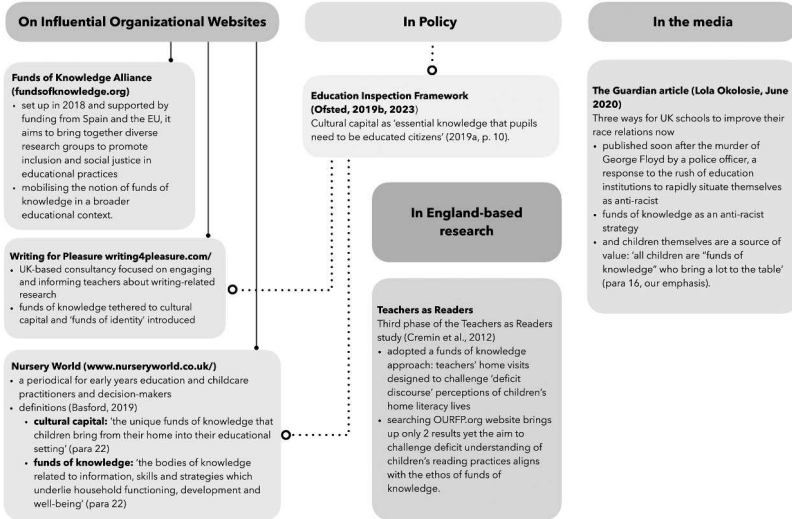 On Influential Organizational Websites
Funds of Knowledge Alliance
(fundsofknowledge.org)
• set up in 2018 and supported by
funding from Spain and the EU, it
aims to bring together diverse
research groups to promote
inclusion and social justice in
educational practices
• mobilising the notion of funds of
knowledge in a broader
educational context.
Writing for Pleasure writing4pleasure.com/
• UK-based consultancy focused on engaging
and informing teachers about writing-related
research
• funds of knowledge tethered to cultural
capital and 'funds of identity' introduced
Nursery World (www.nurseryworld.co.uk/)
• a periodical for early years education and childcare
practitioners and decision-makers
• definitions (Basford, 2019)
• cultural capital: 'the unique funds of knowledge that
children bring from their home into their educational
setting' (para 22)
• funds of knowledge: 'the bodies of knowledge
related to information, skills and strategies which
underlie household functioning, development and
well-being' (para 22)
In Policy
Education Inspection Framework
(Ofsted, 2019b, 2023)
Cultural capital as 'essential knowledge that pupils
need to be educated citizens' (2019a, p. 10).
In England-based
research
Teachers as Readers
Third phase of the Teachers as Readers
study (Cremin et al., 2012)
• adopted a funds of knowledge
approach: teachers' home visits
designed to challenge 'deficit
discourse' perceptions of children's
home literacy lives
• searching OURFP.org website brings
up only 2 results yet the aim to
challenge deficit understanding of
children's reading practices aligns
with the ethos of funds of
knowledge.
In the media
The Guardian article (Lola Okolosie, June
2020)
Three ways for UK schools to improve their
race relations now
• published soon after the murder of
George Floyd by a police officer, a
response to the rush of education
institutions to rapidly situate themselves
as anti-racist
• funds of knowledge as an anti-racist
strategy
• and children themselves are a source of
value: 'all children are "funds of
knowledge" who bring a lot to the table'
(para 16, our emphasis).